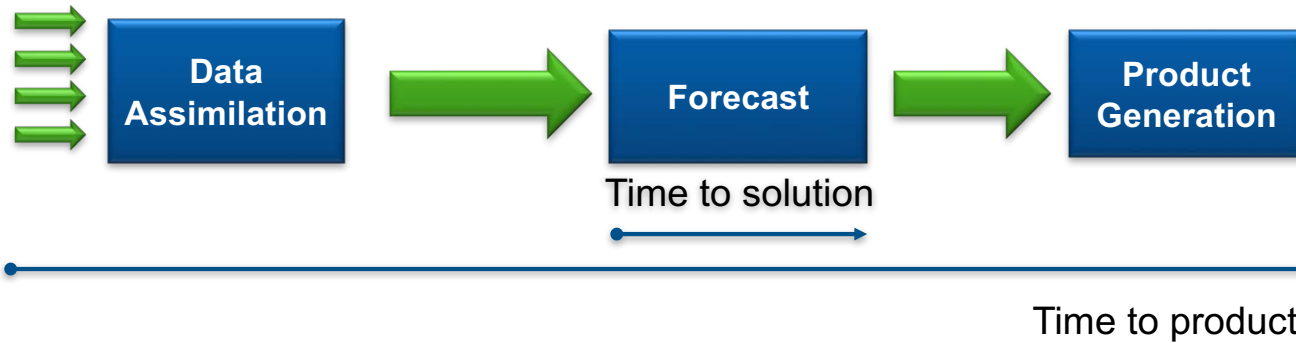 Data
Assimilation
Forecast
Product
Generation
Time to solution
Time to product